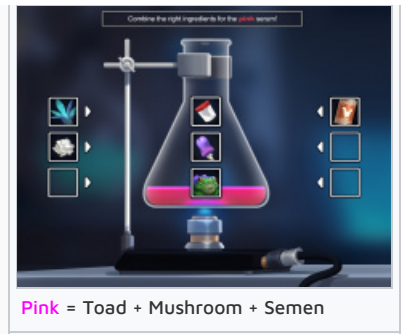 Combine the right ingredients for the pink serum!
Pink = Toad + Mushroom + Semen